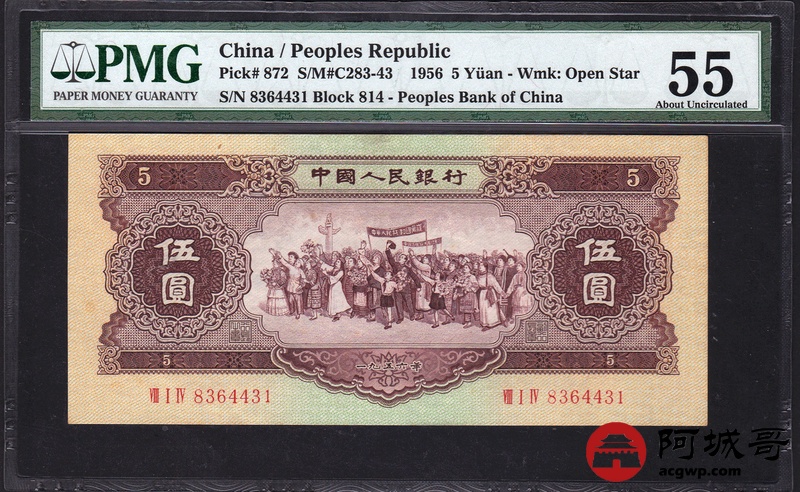 PMG
PAPER MONEY GUARANTY
China / Peoples Republic
Pick# 872 S/M#C283-43 1956 5 Yüan - Wmk: Open Star
S/N 8364431 Block 814 - Peoples Bank of China
55
About Uncirculated
5 中國人民銀行 5
伍圓 伍圓
5 5
一九五六年
Ⅷ Ⅰ Ⅳ 8364431 Ⅷ Ⅰ Ⅳ 8364431
阿城哥
acgwp.com